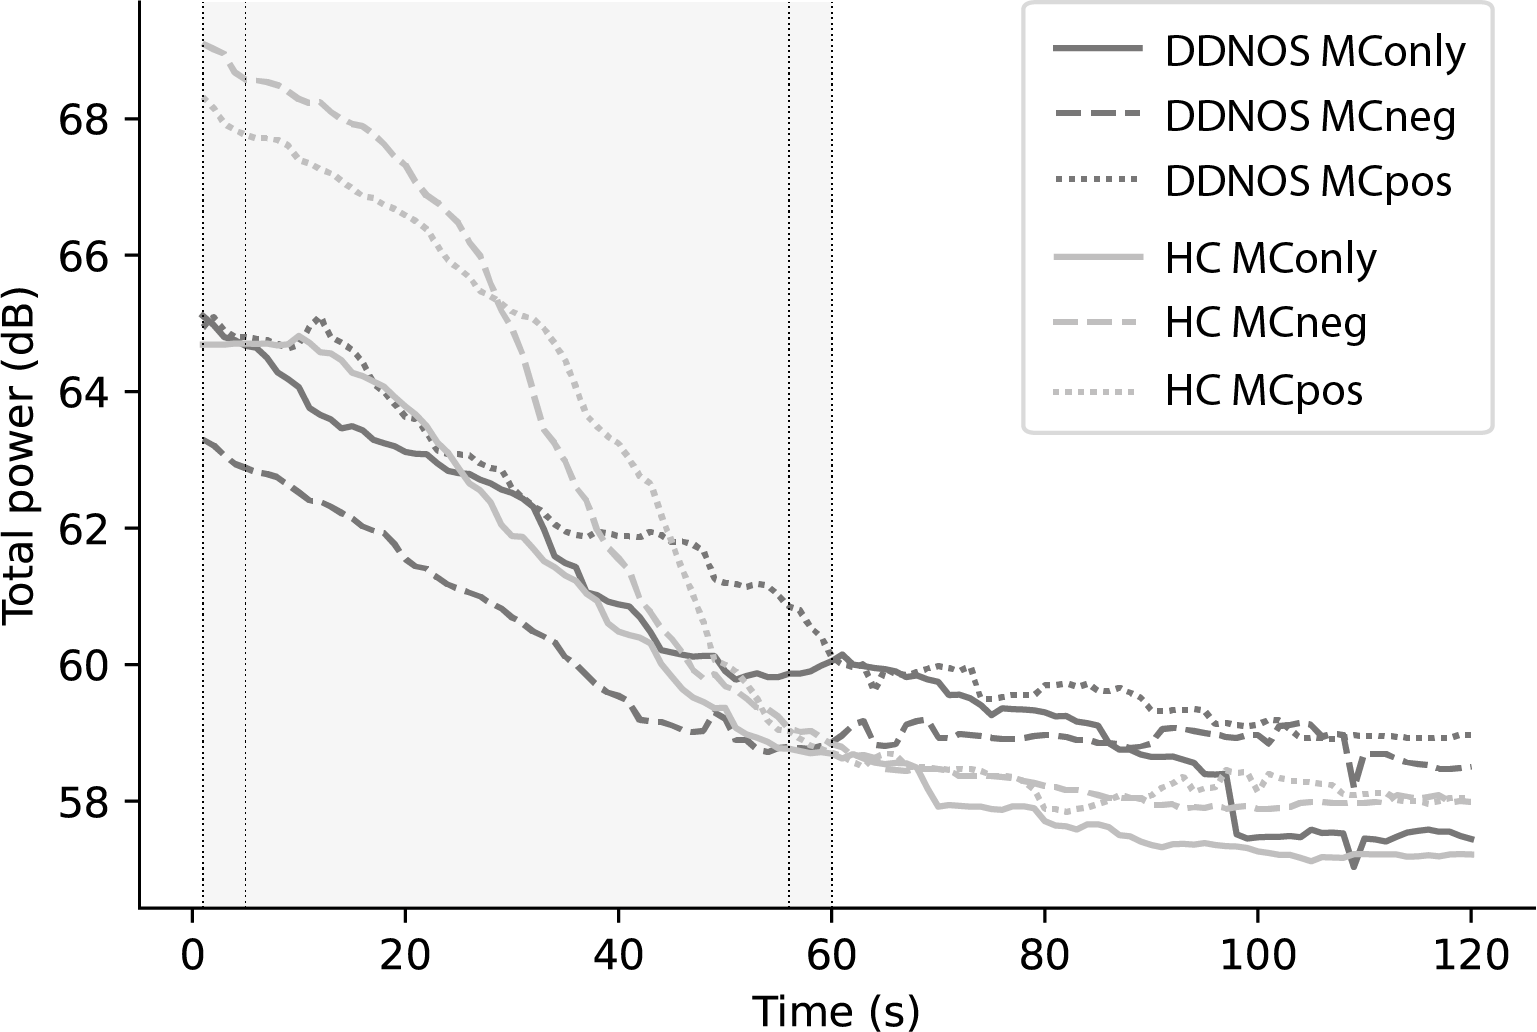 DDNOS MConly
DDNOS MCneg
DDNOS MCpos
HC MConly
HC MCneg
HC MCpos
Total power (dB)
68
66
64
62
60
58
0 20 40 60 80 100 120
Time (s)